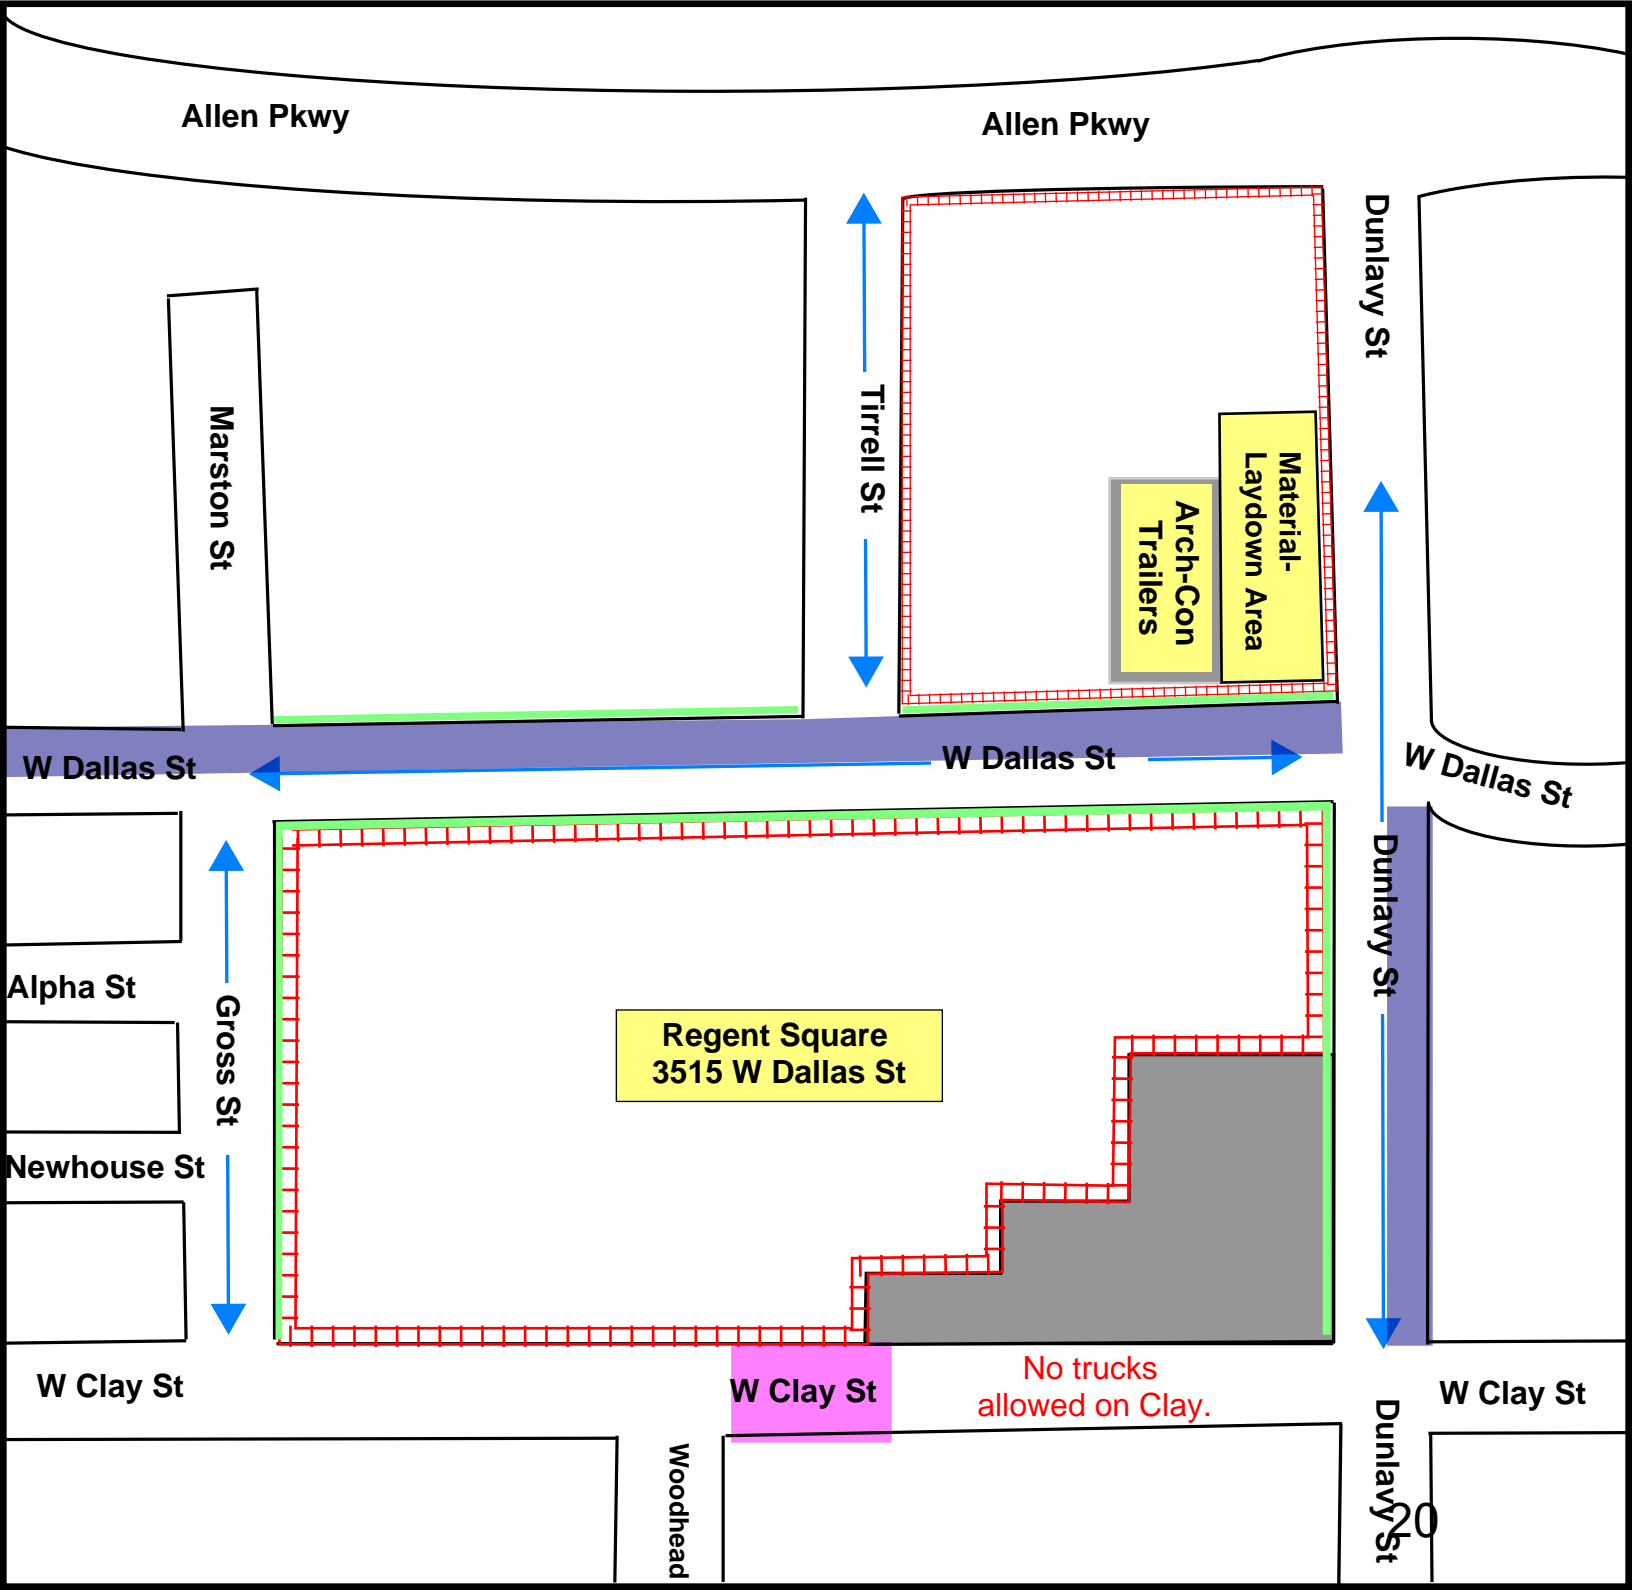 Allen Pkwy
Allen Pkwy
Dunlavy St
Marston St
Tirrell St
Material-
Laydown Area
Arch-Con
Trailers
W Dallas St
W Dallas St
W Dallas St
Dunlavy St
Alpha St
Gross St
Regent Square
3515 W Dallas St
Newhouse St
W Clay St
W Clay St
No trucks
allowed on Clay.
W Clay St
Woodhead
Dunlavy St
20